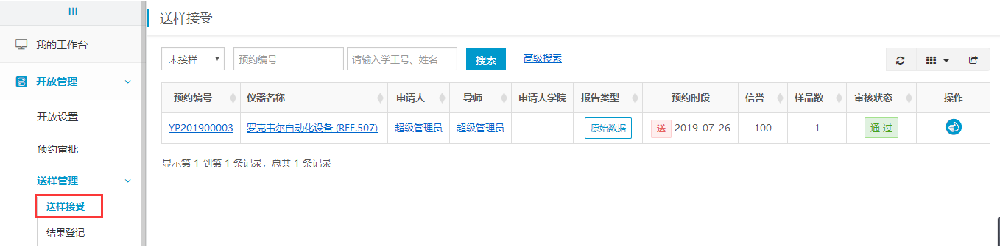 送样接受
我的工作台
开放管理
开放设置
预约审批
送样管理
送样接受
结果登记
未接样 预约编号 请输入学工号、姓名 搜索 高级搜索
预约编号 仪器名称 申请人 导师 申请人学院 报告类型 预约时段 信誉 样品数 审核状态 操作
YP201900003 罗克韦尔自动化设备 (REF.507) 超级管理员 超级管理员 原始数据 送 2019-07-26 100 1 通过
显示第 1 到第 1 条记录，总共 1 条记录